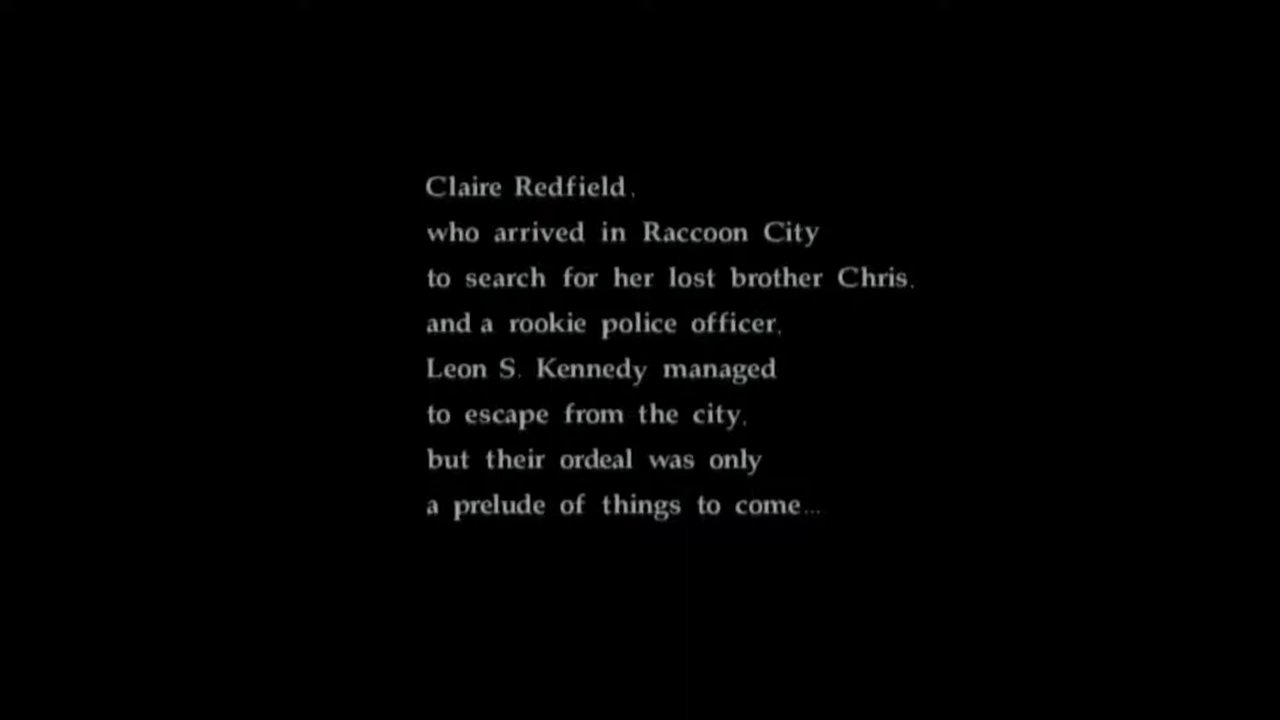 Claire Redfield,
who arrived in Raccoon City
to search for her lost brother Chris,
and a rookie police officer,
Leon S. Kennedy managed
to escape from the city,
but their ordeal was only
a prelude of things to come...